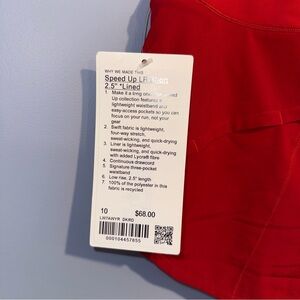 WHY WE MADE THIS
Speed Up LR Short
2.5" *Lined
1. Make it a long one. Our Speed
Up collection features a
lightweight waistband and
easy-access pockets so you can
focus on your run, not your
gear
2. Swift fabric is lightweight,
four-way stretch,
sweat-wicking, and quick-drying
3. Liner is lightweight,
sweat-wicking, and quick-drying
with added Lycra® fibre
4. Continuous drawcord
5. Signature three-pocket
waistband
6. Low rise, 2.5" length
7. 100% of the polyester in this
fabric is recycled
10 $68.00
LW7AWYR DKRD
000104457855